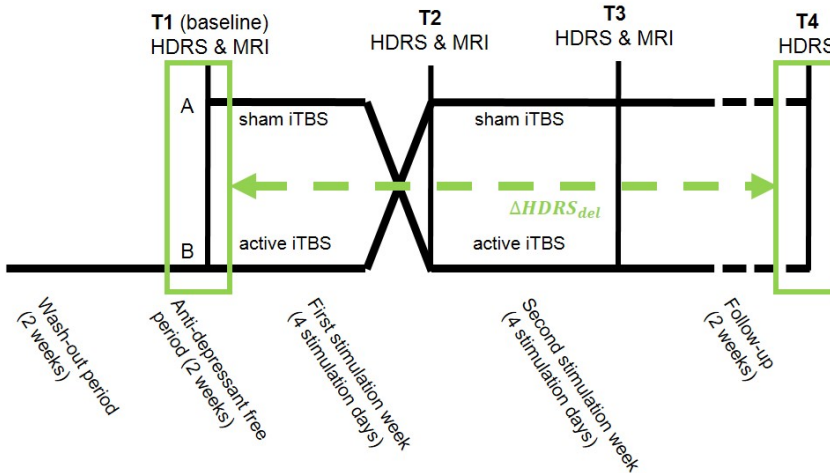 T1 (baseline)
HDRS & MRI
T2
HDRS & MRI
T3
HDRS & MRI
T4
HDRS
A
sham iTBS
sham iTBS
ΔHDRS_del
B
active iTBS
active iTBS
Wash-out period
(2 weeks)
Anti-depressant free
period (2 weeks)
First stimulation week
(4 stimulation days)
Second stimulation week
(4 stimulation days)
Follow-up
(2 weeks)